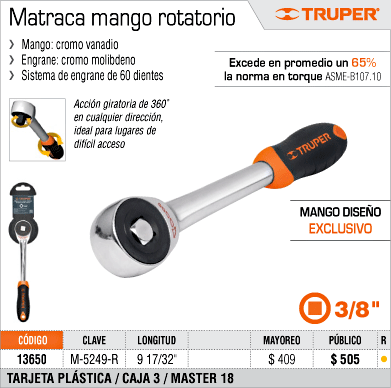 Matraca mango rotatorio
TRUPER®
Mango: cromo vanadio
Engrane: cromo molibdeno
Sistema de engrane de 60 dientes
Excede en promedio un 65%
la norma en torque ASME-B107.10
Acción giratoria de 360°
en cualquier dirección,
ideal para lugares de
difícil acceso
TRUPER
MANGO DISEÑO
EXCLUSIVO
3/8"
CÓDIGO CLAVE LONGITUD MAYOREO PÚBLICO R
13650 M-5249-R 9 17/32" $ 409 $ 505
TARJETA PLÁSTICA / CAJA 3 / MASTER 18